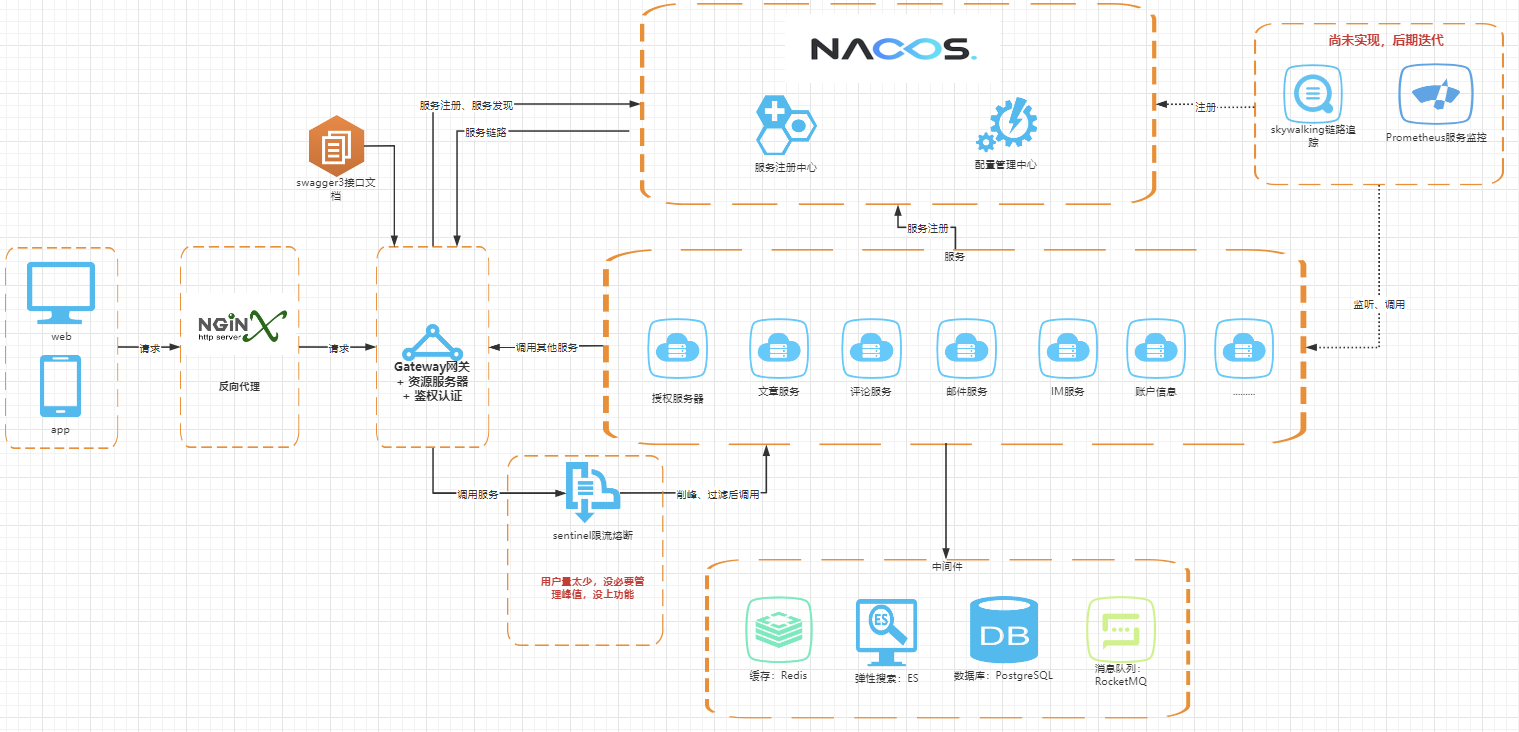 NACOS.
服务注册中心
配置管理中心
尚未实现，后期迭代
skywalking链路追
踪
Prometheus服务监控
注册
服务注册、服务发现
服务链路
swagger3接口文
档
服务注册
服务
监听、调用
web
app
请求
NGiNX
http server
反向代理
请求
Gateway网关
+ 资源服务器
+ 鉴权认证
调用其他服务
授权服务器
文章服务
评论服务
邮件服务
IM服务
账户信息
.........
调用服务
sentinel限流熔断
削峰、过滤后调用
用户量太少，没必要管
理峰值，没上功能
中间件
缓存：Redis
ES
弹性搜索：ES
DB
数据库：PostgreSQL
消息队列：
RocketMQ